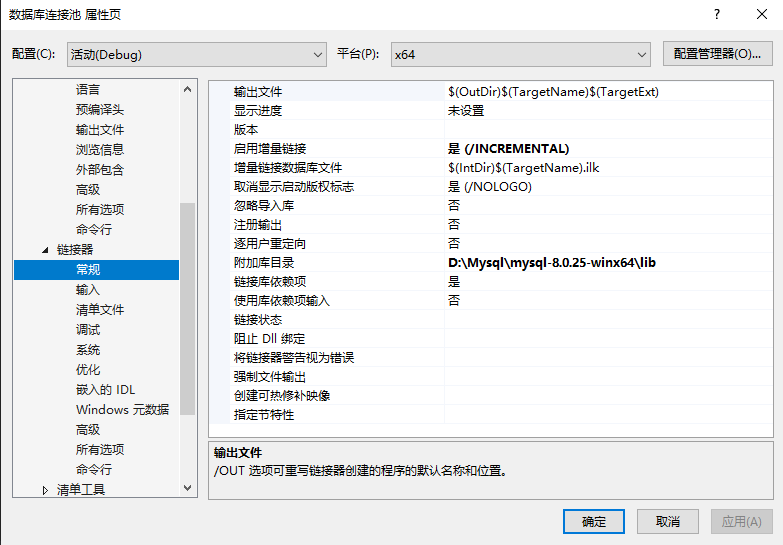 数据库连接池 属性页
配置(C): 活动(Debug) 平台(P): x64 配置管理器(O)...
语言
预编译头
输出文件
浏览信息
外部包含
高级
所有选项
命令行
链接器
常规
输入
清单文件
调试
系统
优化
嵌入的 IDL
Windows 元数据
高级
所有选项
命令行
清单工具
输出文件 $(OutDir)$(TargetName)$(TargetExt)
显示进度 未设置
版本
启用增量链接 是 (/INCREMENTAL)
增量链接数据库文件 $(IntDir)$(TargetName).ilk
取消显示启动版权标志 是 (/NOLOGO)
忽略导入库 否
注册输出 否
逐用户重定向 否
附加库目录 D:\Mysql\mysql-8.0.25-winx64\lib
链接库依赖项 是
使用库依赖项输入 否
链接状态
阻止 Dll 绑定
将链接器警告视为错误
强制文件输出
创建可热修补映像
指定节特性
输出文件
/OUT 选项可重写链接器创建的程序的默认名称和位置。
确定 取消 应用(A)